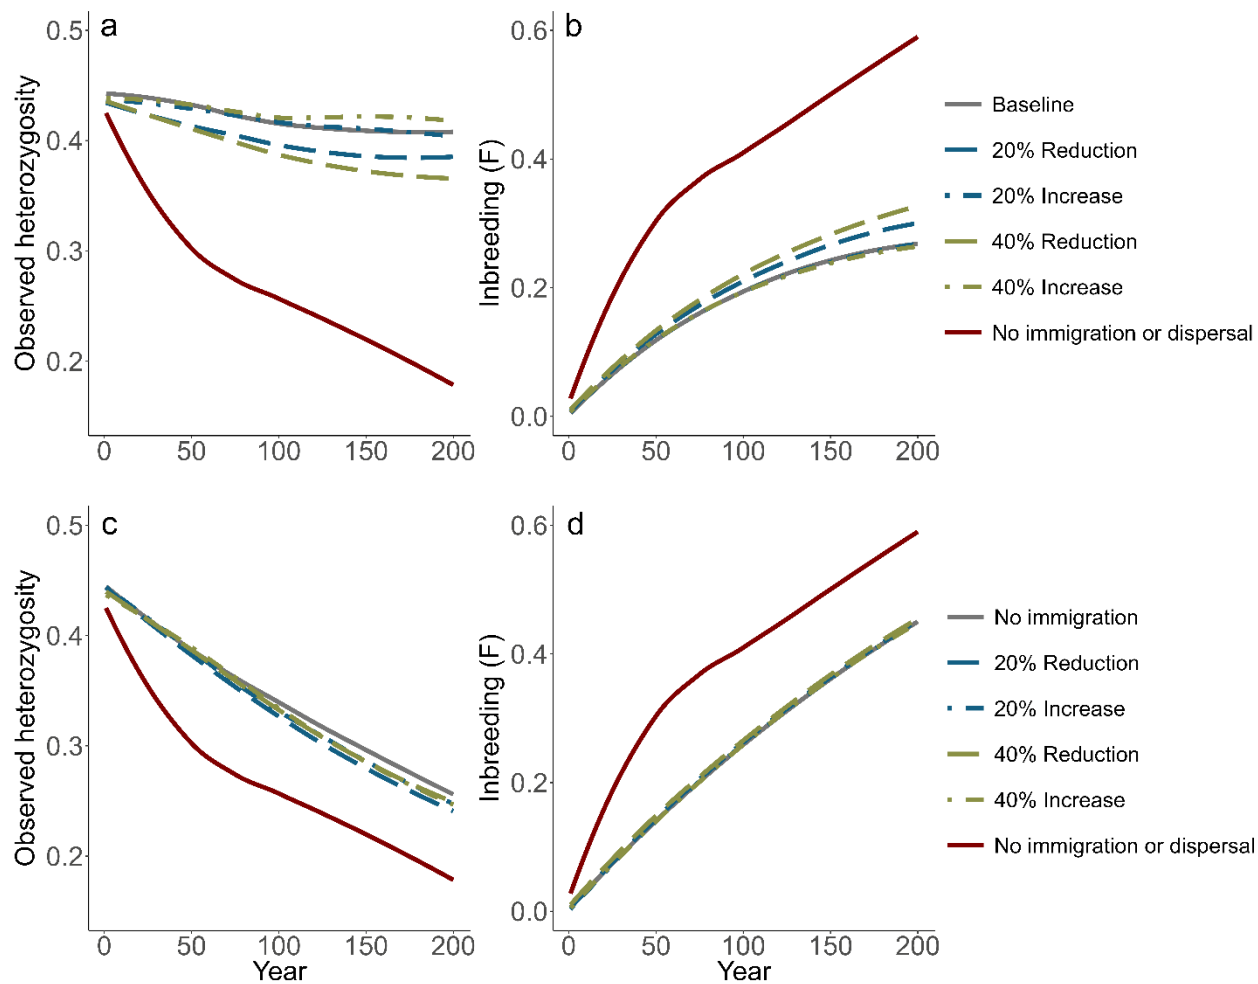 a
0.5
0.4
0.3
0.2
Observed heterozygosity
0 50 100 150 200
b
0.6
0.4
0.2
0.0
Inbreeding (F)
0 50 100 150 200
Baseline
20% Reduction
20% Increase
40% Reduction
40% Increase
No immigration or dispersal
c
0.5
0.4
0.3
0.2
Observed heterozygosity
0 50 100 150 200
Year
d
0.6
0.4
0.2
0.0
Inbreeding (F)
0 50 100 150 200
Year
No immigration
20% Reduction
20% Increase
40% Reduction
40% Increase
No immigration or dispersal